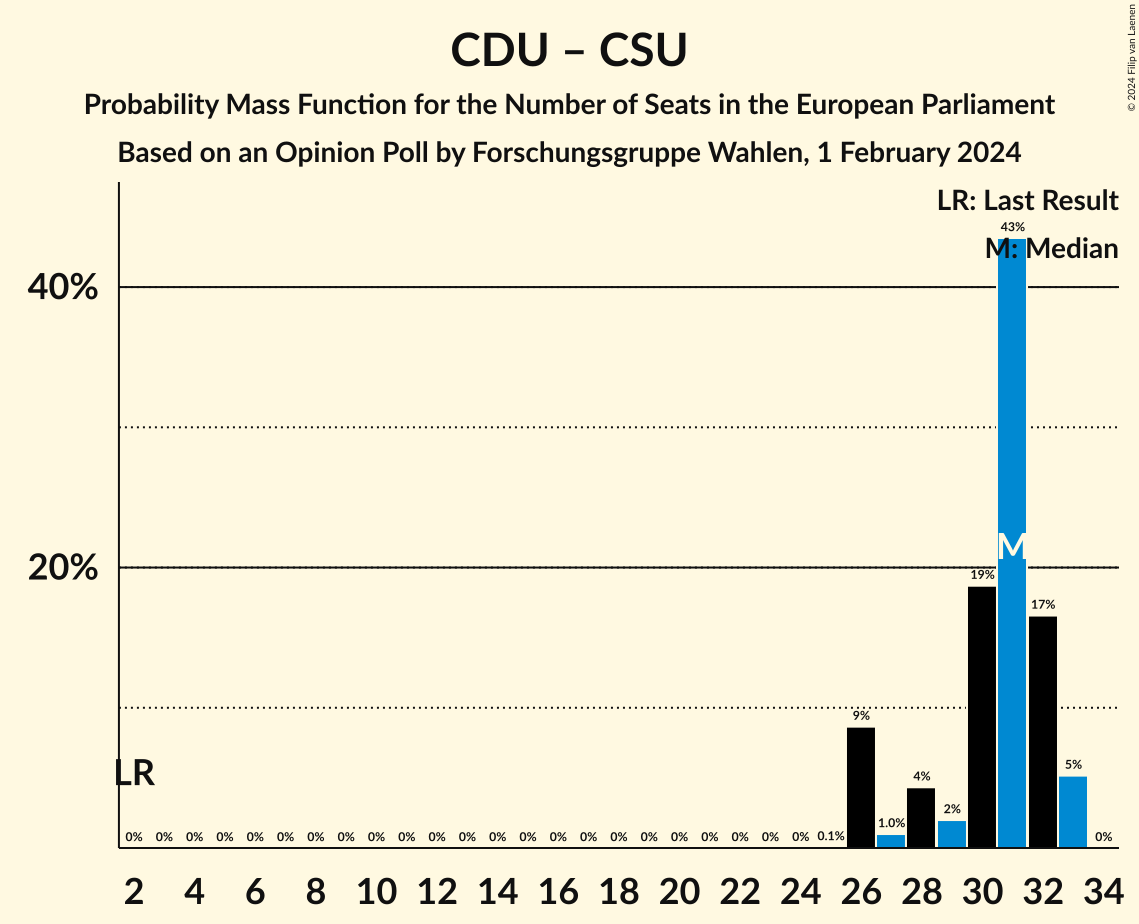 CDU – CSU
Probability Mass Function for the Number of Seats in the European Parliament
Based on an Opinion Poll by Forschungsgruppe Wahlen, 1 February 2024
© 2024 Filip van Laenen
LR: Last Result
43%
M: Median
40%
M
20%
19%
17%
9%
LR
5%
4%
2%
1.0%
0% 0% 0% 0% 0% 0% 0% 0% 0% 0% 0% 0% 0% 0% 0% 0% 0% 0% 0% 0% 0% 0% 0% 0.1% 0%
2 4 6 8 10 12 14 16 18 20 22 24 26 28 30 32 34